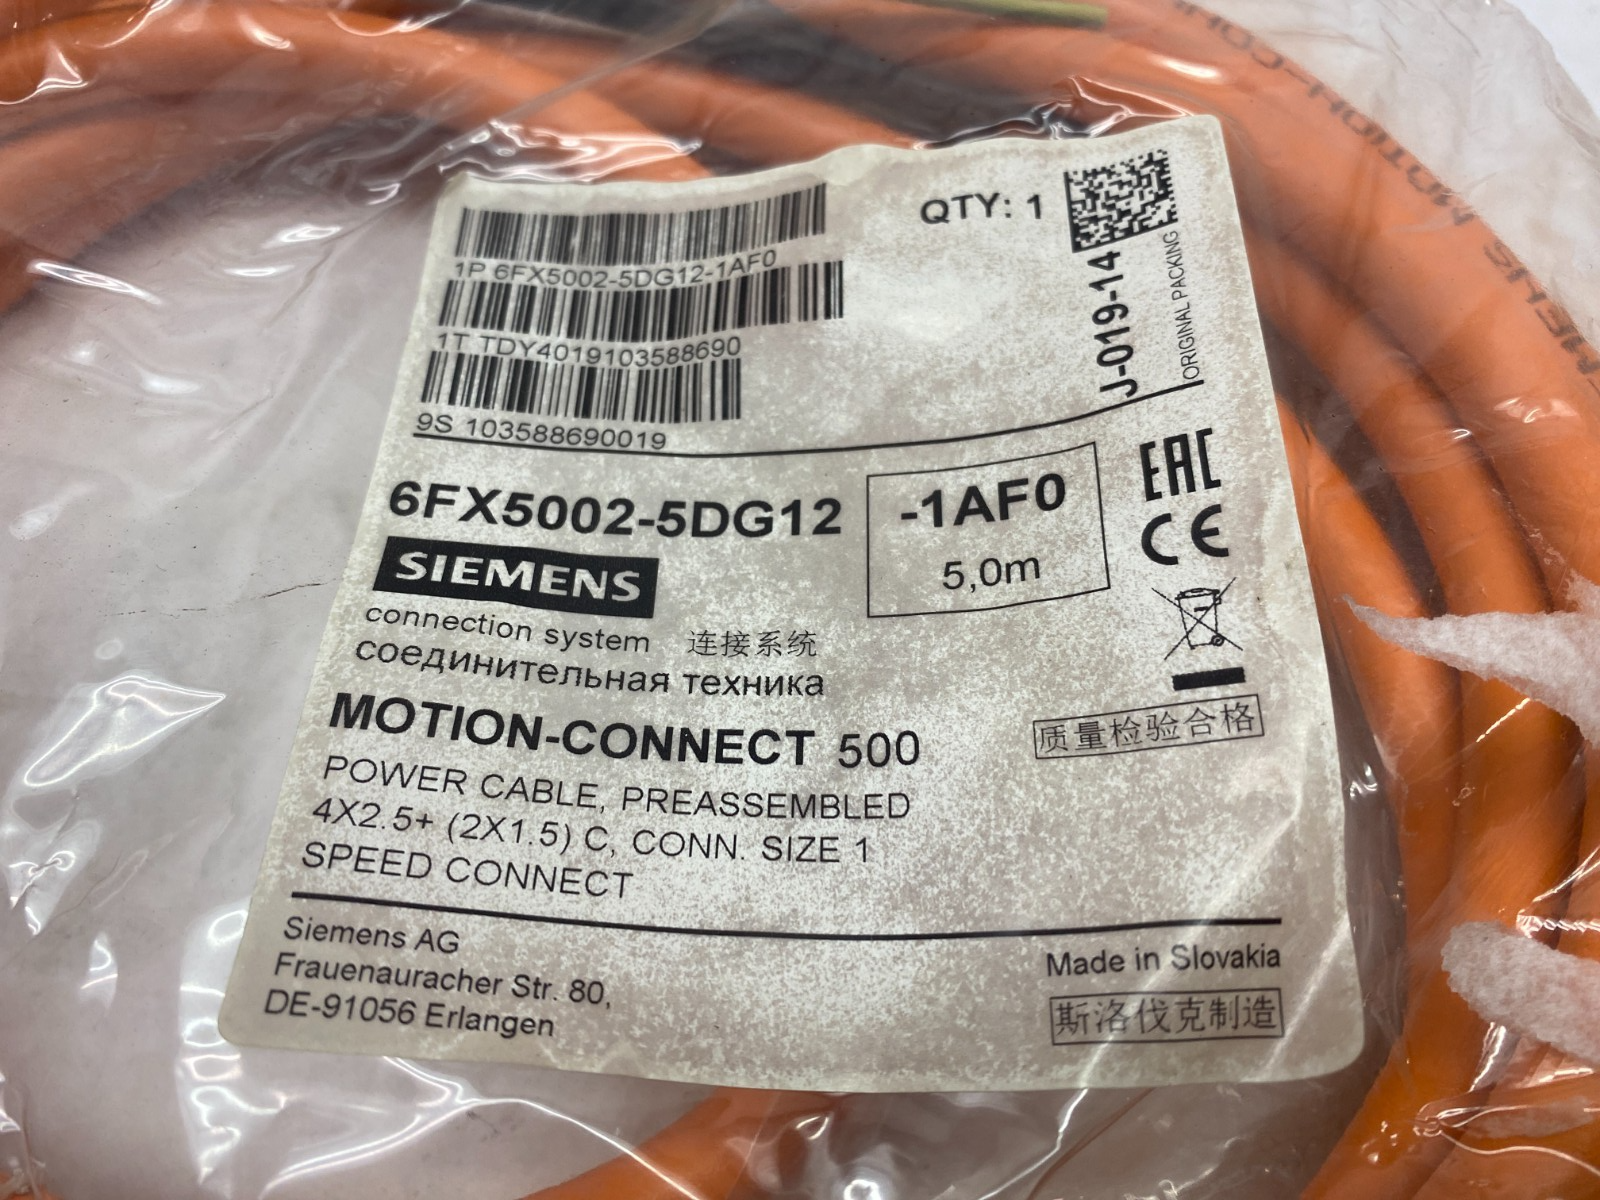 1P 6FX5002-5DG12-1AF0
1T TDY4019103588690
9S 103588690019
QTY: 1
J-019-14
ORIGINAL PACKING
6FX5002-5DG12
-1AF0
5,0m
EAC
CE
SIEMENS
connection system 连接系统
соединительная техника
MOTION-CONNECT 500
POWER CABLE, PREASSEMBLED
4X2.5+ (2X1.5) C, CONN. SIZE 1
SPEED CONNECT
质量检验合格
Siemens AG
Frauenauracher Str. 80,
DE-91056 Erlangen
Made in Slovakia
斯洛伐克制造